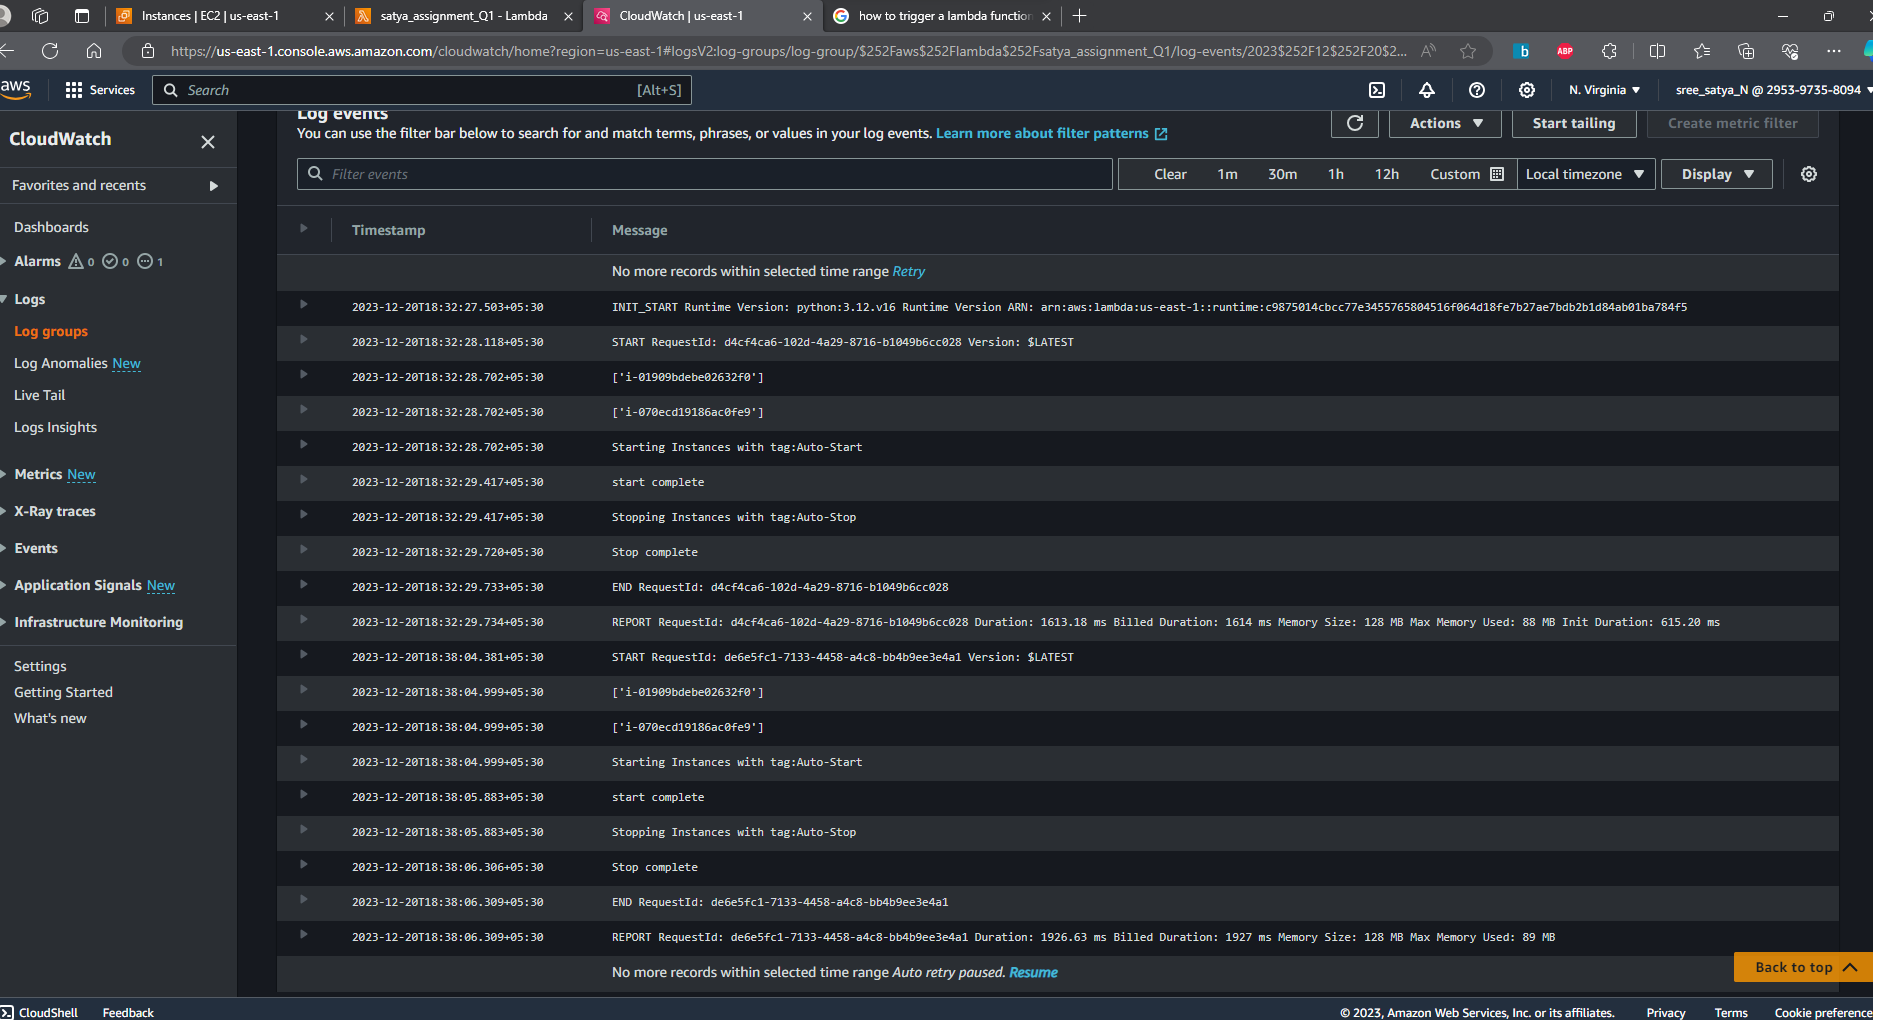 Instances | EC2 | us-east-1
satya_assignment_Q1 - Lambda
CloudWatch | us-east-1
how to trigger a lambda function
https://us-east-1.console.aws.amazon.com/cloudwatch/home?region=us-east-1#logsV2:log-groups/log-group/$252Faws$252Flambda$252Fsatya_assignment_Q1/log-events/2023$252F12$252F20$2...
b
ABP
aws
Services
Search
[Alt+S]
N. Virginia
sree_satya_N @ 2953-9735-8094
CloudWatch
Favorites and recents
Dashboards
Alarms 0 0 1
Logs
Log groups
Log Anomalies New
Live Tail
Logs Insights
Metrics New
X-Ray traces
Events
Application Signals New
Infrastructure Monitoring
Settings
Getting Started
What's new
Log events
You can use the filter bar below to search for and match terms, phrases, or values in your log events. Learn more about filter patterns
Actions
Start tailing
Create metric filter
Filter events
Clear 1m 30m 1h 12h Custom
Local timezone
Display
Timestamp Message
No more records within selected time range Retry
2023-12-20T18:32:27.503+05:30 INIT_START Runtime Version: python:3.12.v16 Runtime Version ARN: arn:aws:lambda:us-east-1::runtime:c9875014cbcc77e3455765804516f064d18fe7b27ae7bdb2b1d84ab01ba784f5
2023-12-20T18:32:28.118+05:30 START RequestId: d4cf4ca6-102d-4a29-8716-b1049b6cc028 Version: $LATEST
2023-12-20T18:32:28.702+05:30 ['i-01909bdebe02632f0']
2023-12-20T18:32:28.702+05:30 ['i-070ecd19186ac0fe9']
2023-12-20T18:32:28.702+05:30 Starting Instances with tag:Auto-Start
2023-12-20T18:32:29.417+05:30 start complete
2023-12-20T18:32:29.417+05:30 Stopping Instances with tag:Auto-Stop
2023-12-20T18:32:29.720+05:30 Stop complete
2023-12-20T18:32:29.733+05:30 END RequestId: d4cf4ca6-102d-4a29-8716-b1049b6cc028
2023-12-20T18:32:29.734+05:30 REPORT RequestId: d4cf4ca6-102d-4a29-8716-b1049b6cc028 Duration: 1613.18 ms Billed Duration: 1614 ms Memory Size: 128 MB Max Memory Used: 88 MB Init Duration: 615.20 ms
2023-12-20T18:38:04.381+05:30 START RequestId: de6e5fc1-7133-4458-a4c8-bb4b9ee3e4a1 Version: $LATEST
2023-12-20T18:38:04.999+05:30 ['i-01909bdebe02632f0']
2023-12-20T18:38:04.999+05:30 ['i-070ecd19186ac0fe9']
2023-12-20T18:38:04.999+05:30 Starting Instances with tag:Auto-Start
2023-12-20T18:38:05.883+05:30 start complete
2023-12-20T18:38:05.883+05:30 Stopping Instances with tag:Auto-Stop
2023-12-20T18:38:06.306+05:30 Stop complete
2023-12-20T18:38:06.309+05:30 END RequestId: de6e5fc1-7133-4458-a4c8-bb4b9ee3e4a1
2023-12-20T18:38:06.309+05:30 REPORT RequestId: de6e5fc1-7133-4458-a4c8-bb4b9ee3e4a1 Duration: 1926.63 ms Billed Duration: 1927 ms Memory Size: 128 MB Max Memory Used: 89 MB
No more records within selected time range Auto retry paused. Resume
Back to top
CloudShell
Feedback
© 2023, Amazon Web Services, Inc. or its affiliates.
Privacy
Terms
Cookie preference